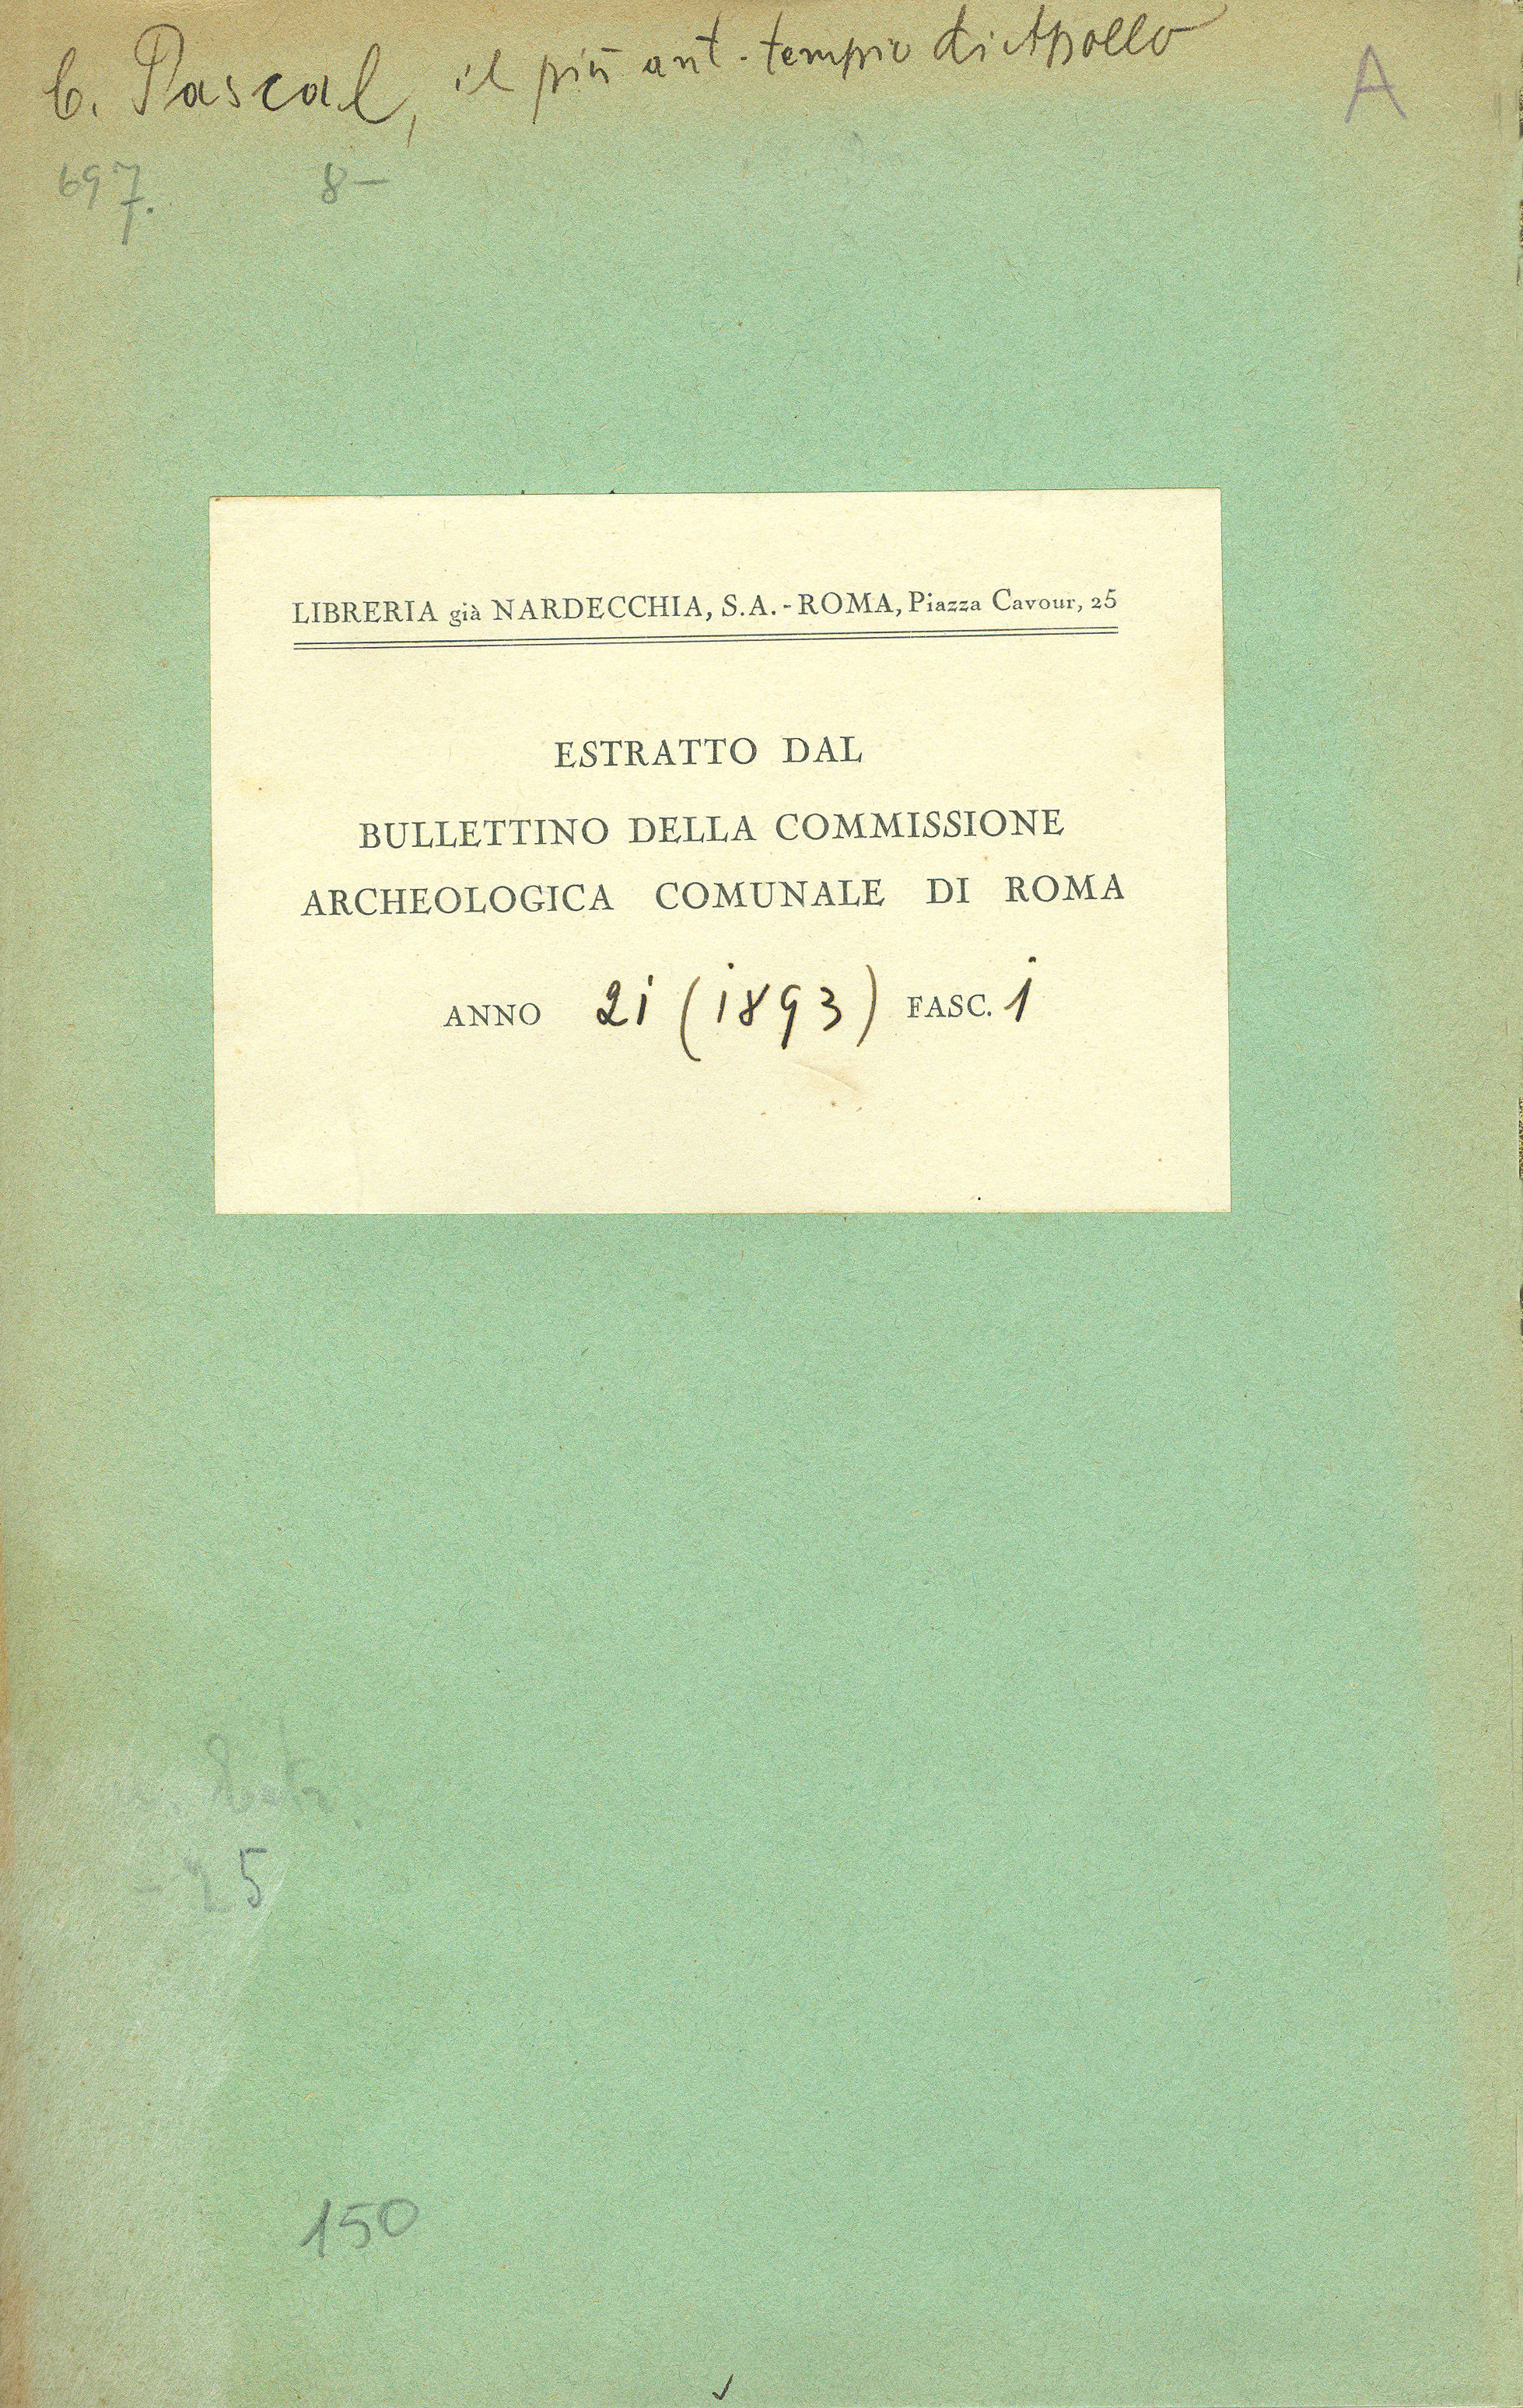 C. Pascal, il più ant. tempio di Apollo
A
697. 8-
LIBRERIA già NARDECCHIA, S.A. - ROMA, Piazza Cavour, 25
ESTRATTO DAL
BULLETTINO DELLA COMMISSIONE
ARCHEOLOGICA COMUNALE DI ROMA
ANNO 21 (1893) FASC. 1
- 25
150